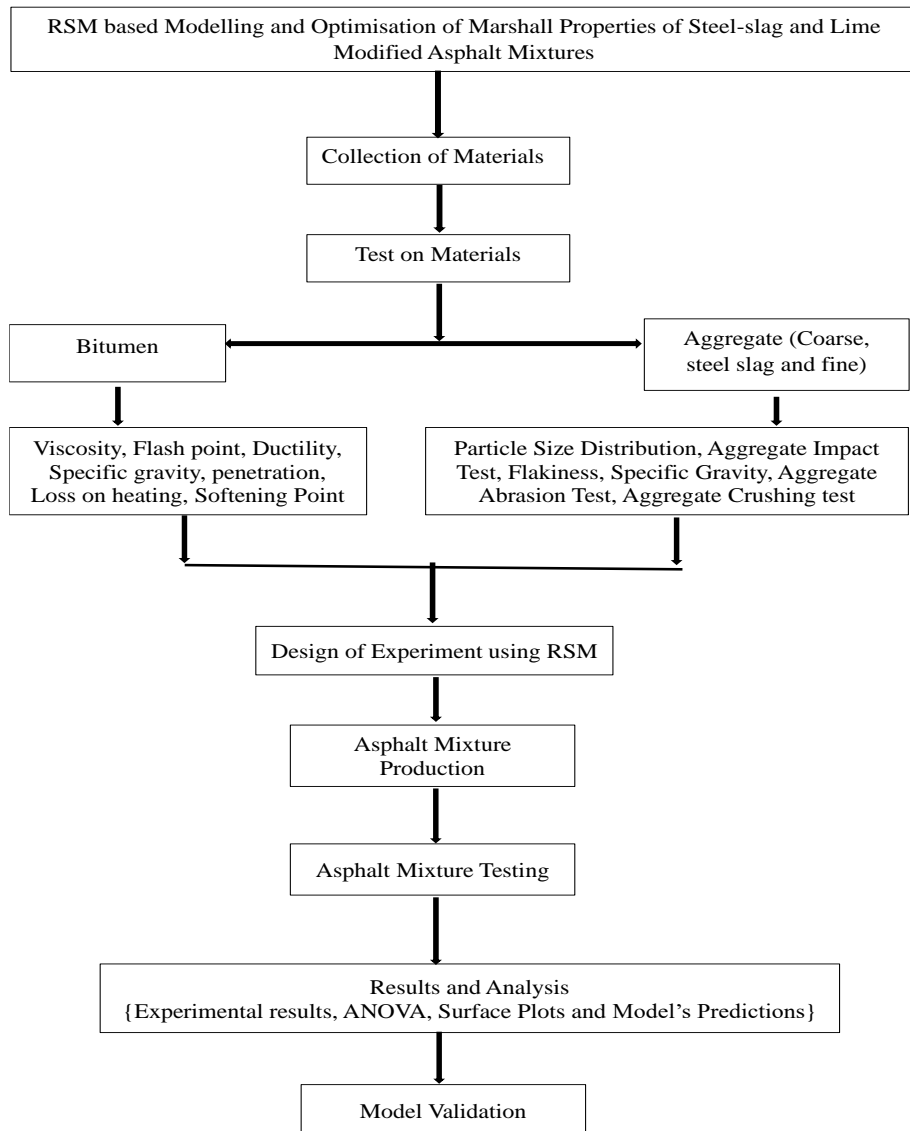 RSM based Modelling and Optimisation of Marshall Properties of Steel-slag and Lime
Modified Asphalt Mixtures
Collection of Materials
Test on Materials
Bitumen
Aggregate (Coarse,
steel slag and fine)
Viscosity, Flash point, Ductility,
Specific gravity, penetration,
Loss on heating, Softening Point
Particle Size Distribution, Aggregate Impact
Test, Flakiness, Specific Gravity, Aggregate
Abrasion Test, Aggregate Crushing test
Design of Experiment using RSM
Asphalt Mixture
Production
Asphalt Mixture Testing
Results and Analysis
{Experimental results, ANOVA, Surface Plots and Model’s Predictions}
Model Validation